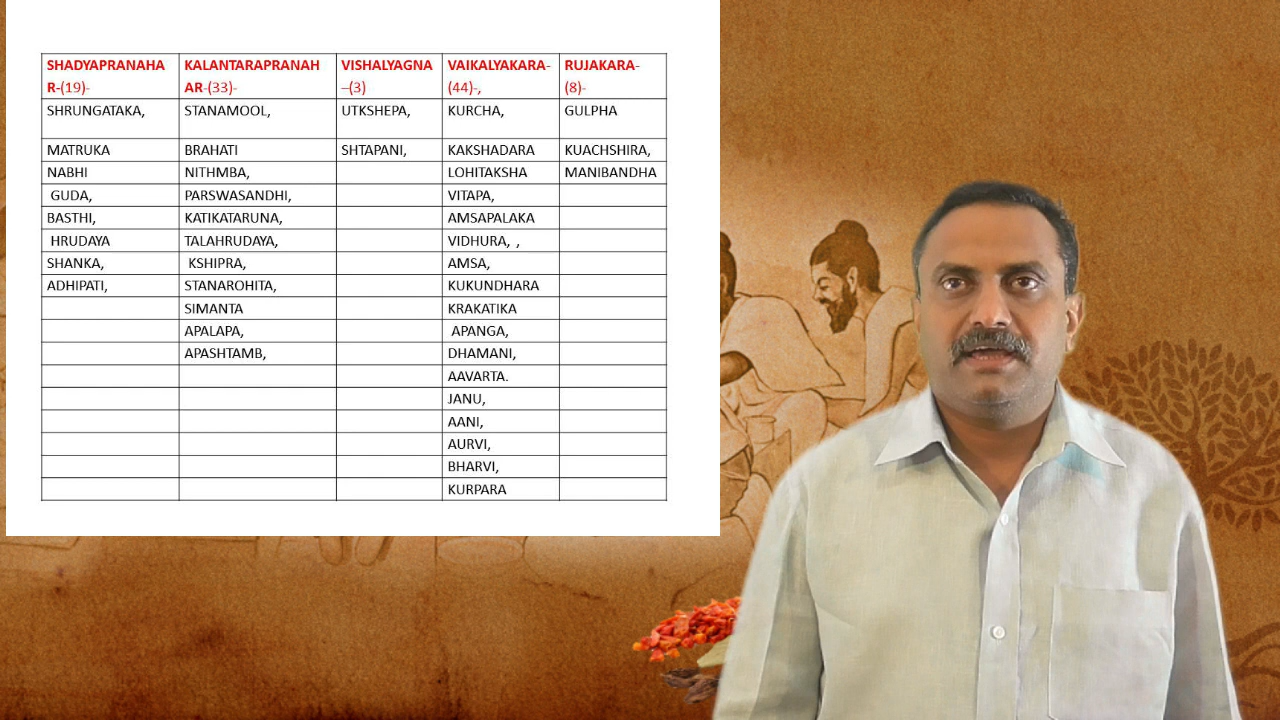 SHADYAPRANAHA KALANTARAPRANAH VISHALYAGNA VAIKALYAKARA- RUJAKARA-
R-(19)- AR-(33)- –(3) (44)-, (8)-
SHRUNGATAKA, STANAMOOL, UTKSHEPA, KURCHA, GULPHA
MATRUKA BRAHATI SHTAPANI, KAKSHADARA KUACHSHIRA,
NABHI NITHMBA, LOHITAKSHA MANIBANDHA
GUDA, PARSWASANDHI, VITAPA,
BASTHI, KATIKATARUNA, AMSAPALAKA
HRUDAYA TALAHRUDAYA, VIDHURA, ,
SHANKA, KSHIPRA, AMSA,
ADHIPATI, STANAROHITA, KUKUNDHARA
SIMANTA KRAKATIKA
APALAPA, APANGA,
APASHTAMB, DHAMANI,
AAVARTA.
JANU,
AANI,
AURVI,
BHARVI,
KURPARA